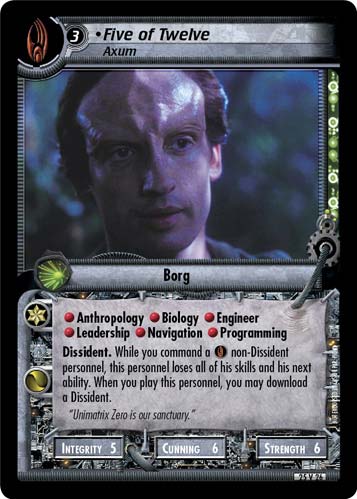 3 •Five of Twelve
Axum
Borg
Anthropology Biology Engineer
Leadership Navigation Programming
Dissident. While you command a non-Dissident
personnel, this personnel loses all of his skills and his next
ability. When you play this personnel, you may download
a Dissident.
"Unimatrix Zero is our sanctuary."
INTEGRITY 5 CUNNING 6 STRENGTH 6
25 V 24